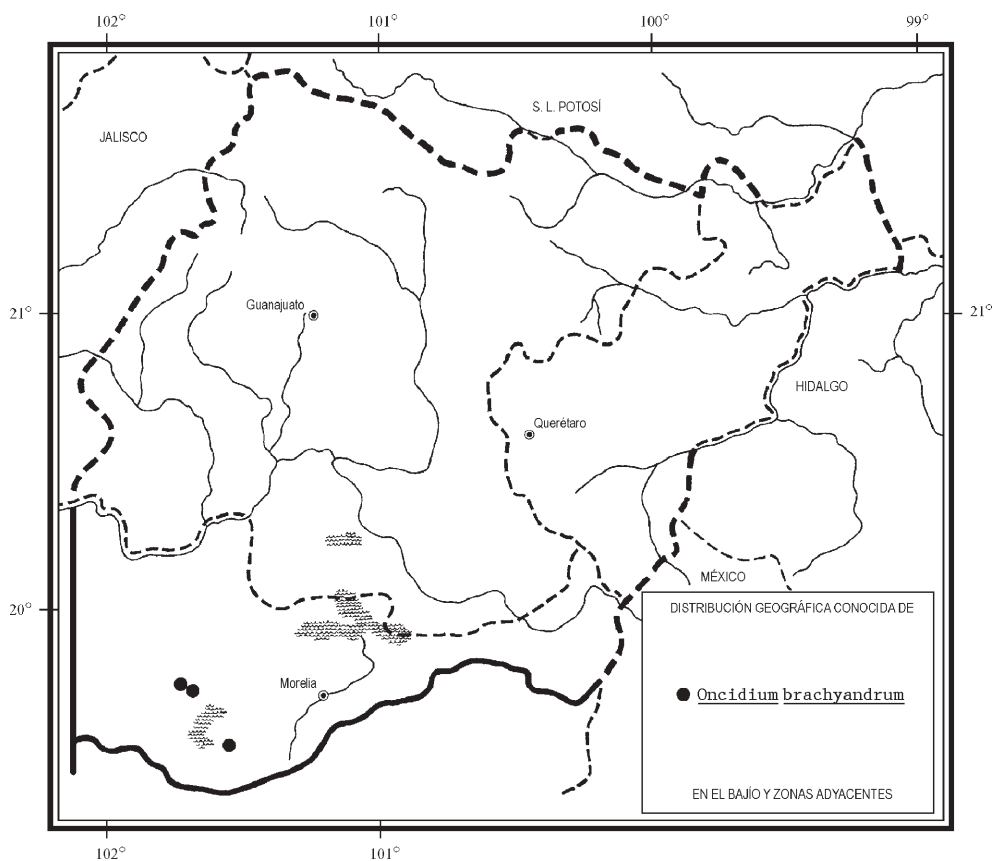 102° 101° 100° 99°
S. L. POTOSÍ
JALISCO
Guanajuato
21° 21°
HIDALGO
Querétaro
MÉXICO
20°
DISTRIBUCIÓN GEOGRÁFICA CONOCIDA DE
Morelia
Oncidium brachyandrum
EN EL BAJÍO Y ZONAS ADYACENTES
102° 101°